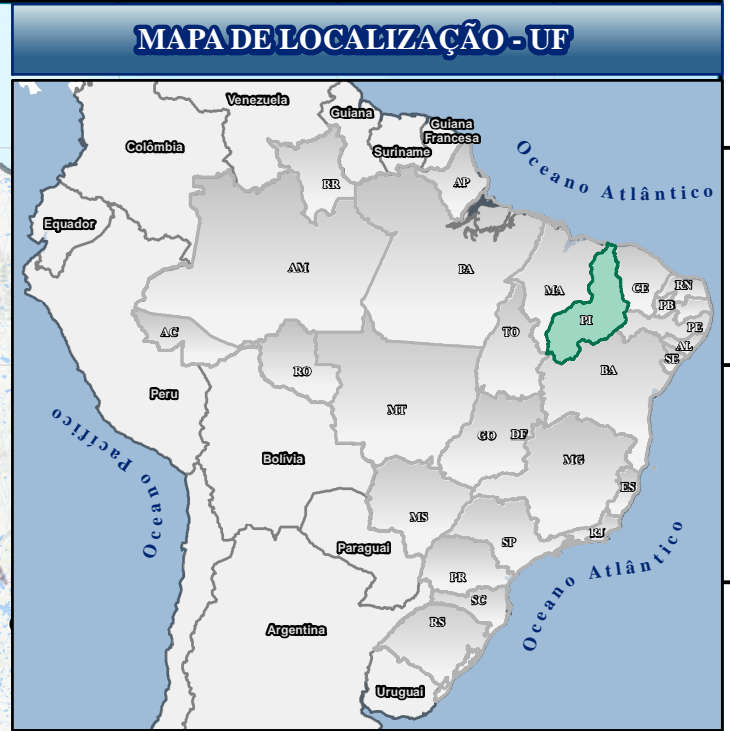 MAPA DE LOCALIZAÇÃO - UF
Venezuela
Guiana
Guiana
Francesa
Colômbia
Suriname
Oceano Atlântico
RR
AP
Equador
AM
PA
MA
CE
RN
PB
PI
PE
AC
TO
AL
SE
RO
BA
Peru
MT
Oceano Pacífico
GO
DF
MG
Bolívia
ES
MS
RJ
SP
Paraguai
Oceano Atlântico
PR
SC
RS
Argentina
Uruguai